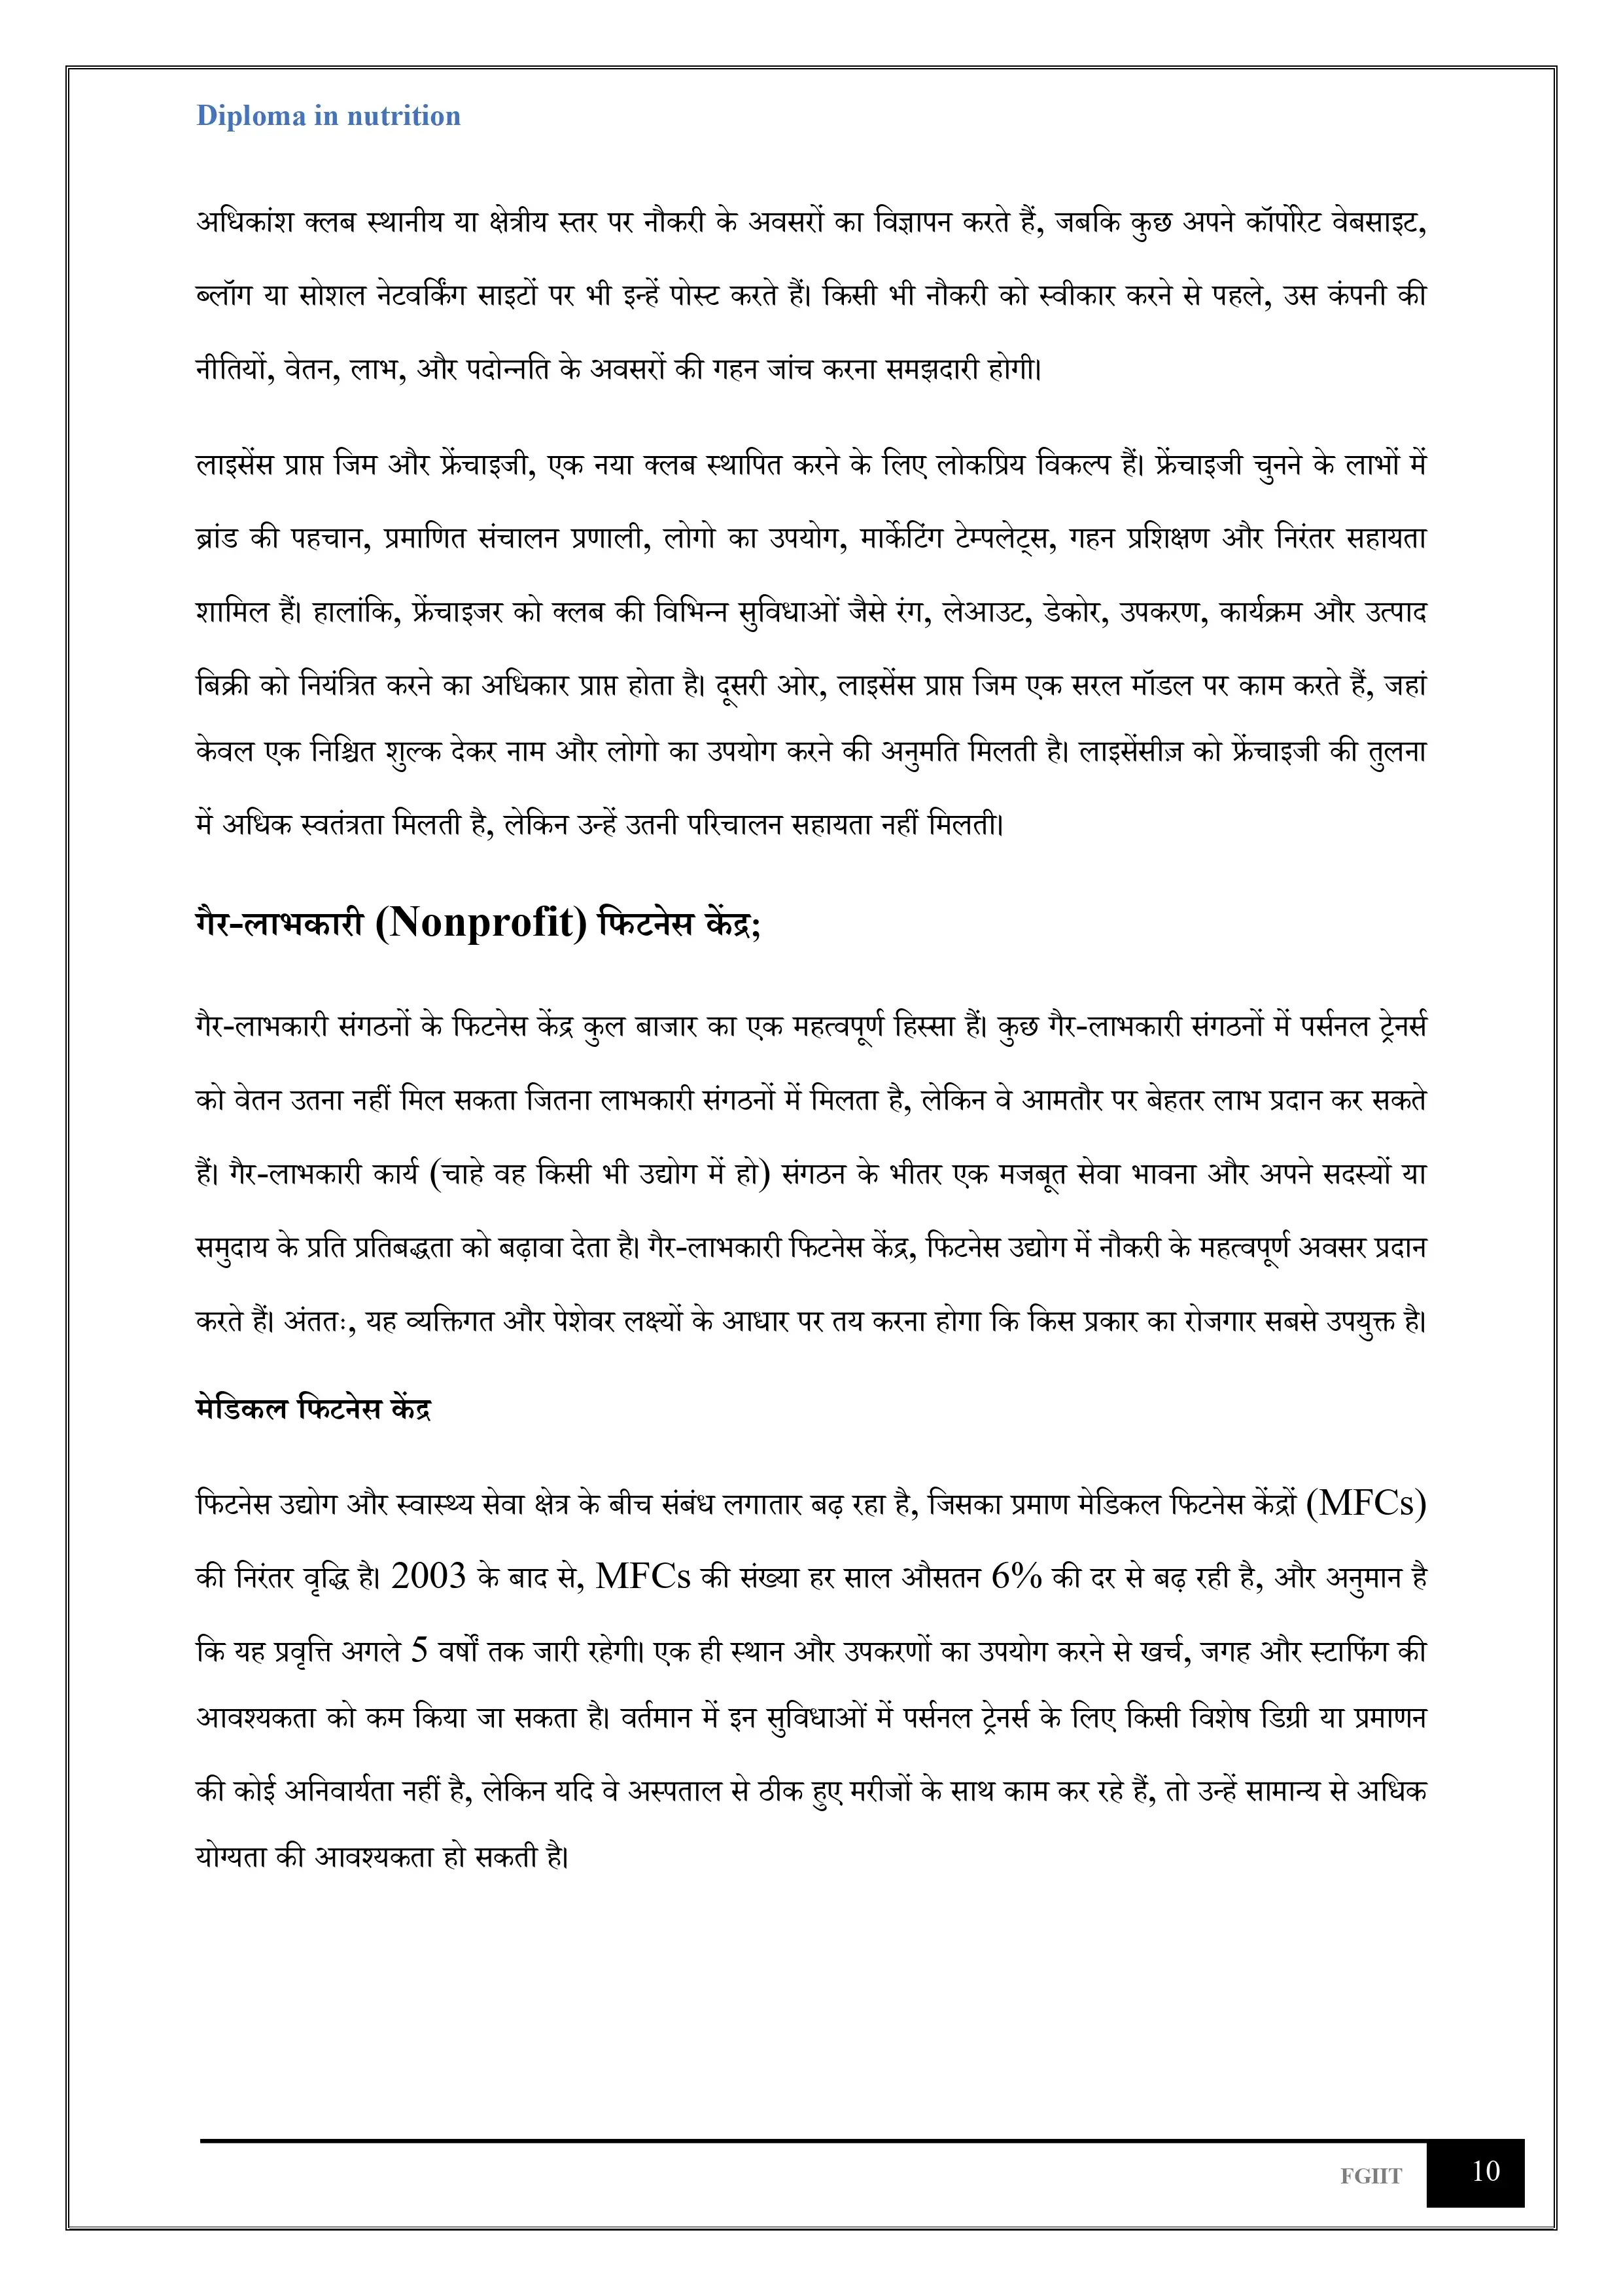 Diploma in nutrition
अधिकांश क्लब स्थानीय या क्षेत्रीय स्तर पर नौकरी के अवसरों का विज्ञापन करते हैं, जबकि कुछ अपने कॉर्पोरेट वेबसाइट,
ब्लॉग या सोशल नेटवर्किंग साइटों पर भी इन्हें पोस्ट करते हैं। किसी भी नौकरी को स्वीकार करने से पहले, उस कंपनी की
नीतियों, वेतन, लाभ, और पदोन्नति के अवसरों की गहन जांच करना समझदारी होगी।
लाइसेंस प्राप्त जिम और फ्रेंचाइजी, एक नया क्लब स्थापित करने के लिए लोकप्रिय विकल्प हैं। फ्रेंचाइजी चुनने के लाभों में
ब्रांड की पहचान, प्रमाणित संचालन प्रणाली, लोगो का उपयोग, मार्केटिंग टेम्पलेट्स, गहन प्रशिक्षण और निरंतर सहायता
शामिल हैं। हालांकि, फ्रेंचाइजर को क्लब की विभिन्न सुविधाओं जैसे रंग, लेआउट, डेकोर, उपकरण, कार्यक्रम और उत्पाद
बिक्री को नियंत्रित करने का अधिकार प्राप्त होता है। दूसरी ओर, लाइसेंस प्राप्त जिम एक सरल मॉडल पर काम करते हैं, जहां
केवल एक निश्चित शुल्क देकर नाम और लोगो का उपयोग करने की अनुमति मिलती है। लाइसेंसीज़ को फ्रेंचाइजी की तुलना
में अधिक स्वतंत्रता मिलती है, लेकिन उन्हें उतनी परिचालन सहायता नहीं मिलती।
गैर-लाभकारी (Nonprofit) फिटनेस केंद्र;
गैर-लाभकारी संगठनों के फिटनेस केंद्र कुल बाजार का एक महत्वपूर्ण हिस्सा हैं। कुछ गैर-लाभकारी संगठनों में पर्सनल ट्रेनर्स
को वेतन उतना नहीं मिल सकता जितना लाभकारी संगठनों में मिलता है, लेकिन वे आमतौर पर बेहतर लाभ प्रदान कर सकते
हैं। गैर-लाभकारी कार्य (चाहे वह किसी भी उद्योग में हो) संगठन के भीतर एक मजबूत सेवा भावना और अपने सदस्यों या
समुदाय के प्रति प्रतिबद्धता को बढ़ावा देता है। गैर-लाभकारी फिटनेस केंद्र, फिटनेस उद्योग में नौकरी के महत्वपूर्ण अवसर प्रदान
करते हैं। अंततः, यह व्यक्तिगत और पेशेवर लक्ष्यों के आधार पर तय करना होगा कि किस प्रकार का रोजगार सबसे उपयुक्त है।
मेडिकल फिटनेस केंद्र
फिटनेस उद्योग और स्वास्थ्य सेवा क्षेत्र के बीच संबंध लगातार बढ़ रहा है, जिसका प्रमाण मेडिकल फिटनेस केंद्रों (MFCs)
की निरंतर वृद्धि है। 2003 के बाद से, MFCs की संख्या हर साल औसतन 6% की दर से बढ़ रही है, और अनुमान है
कि यह प्रवृत्ति अगले 5 वर्षों तक जारी रहेगी। एक ही स्थान और उपकरणों का उपयोग करने से खर्च, जगह और स्टाफिंग की
आवश्यकता को कम किया जा सकता है। वर्तमान में इन सुविधाओं में पर्सनल ट्रेनर्स के लिए किसी विशेष डिग्री या प्रमाणन
की कोई अनिवार्यता नहीं है, लेकिन यदि वे अस्पताल से ठीक हुए मरीजों के साथ काम कर रहे हैं, तो उन्हें सामान्य से अधिक
योग्यता की आवश्यकता हो सकती है।
FGIIT 10